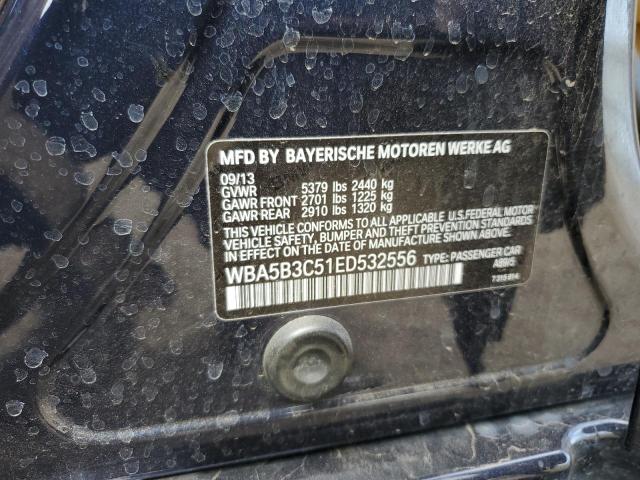 MFD BY BAYERISCHE MOTOREN WERKE AG
09/13
GVWR 5379 lbs 2440 kg
GAWR FRONT 2701 lbs 1225 kg
GAWR REAR 2910 lbs 1320 kg
THIS VEHICLE CONFORMS TO ALL APPLICABLE U.S.FEDERAL MOTOR
VEHICLE SAFETY, BUMPER AND THEFT PREVENTION STANDARDS
IN EFFECT ON THE DATE OF MANUFACTURE SHOWN ABOVE.
WBA5B3C51ED532556 TYPE: PASSENGER CAR